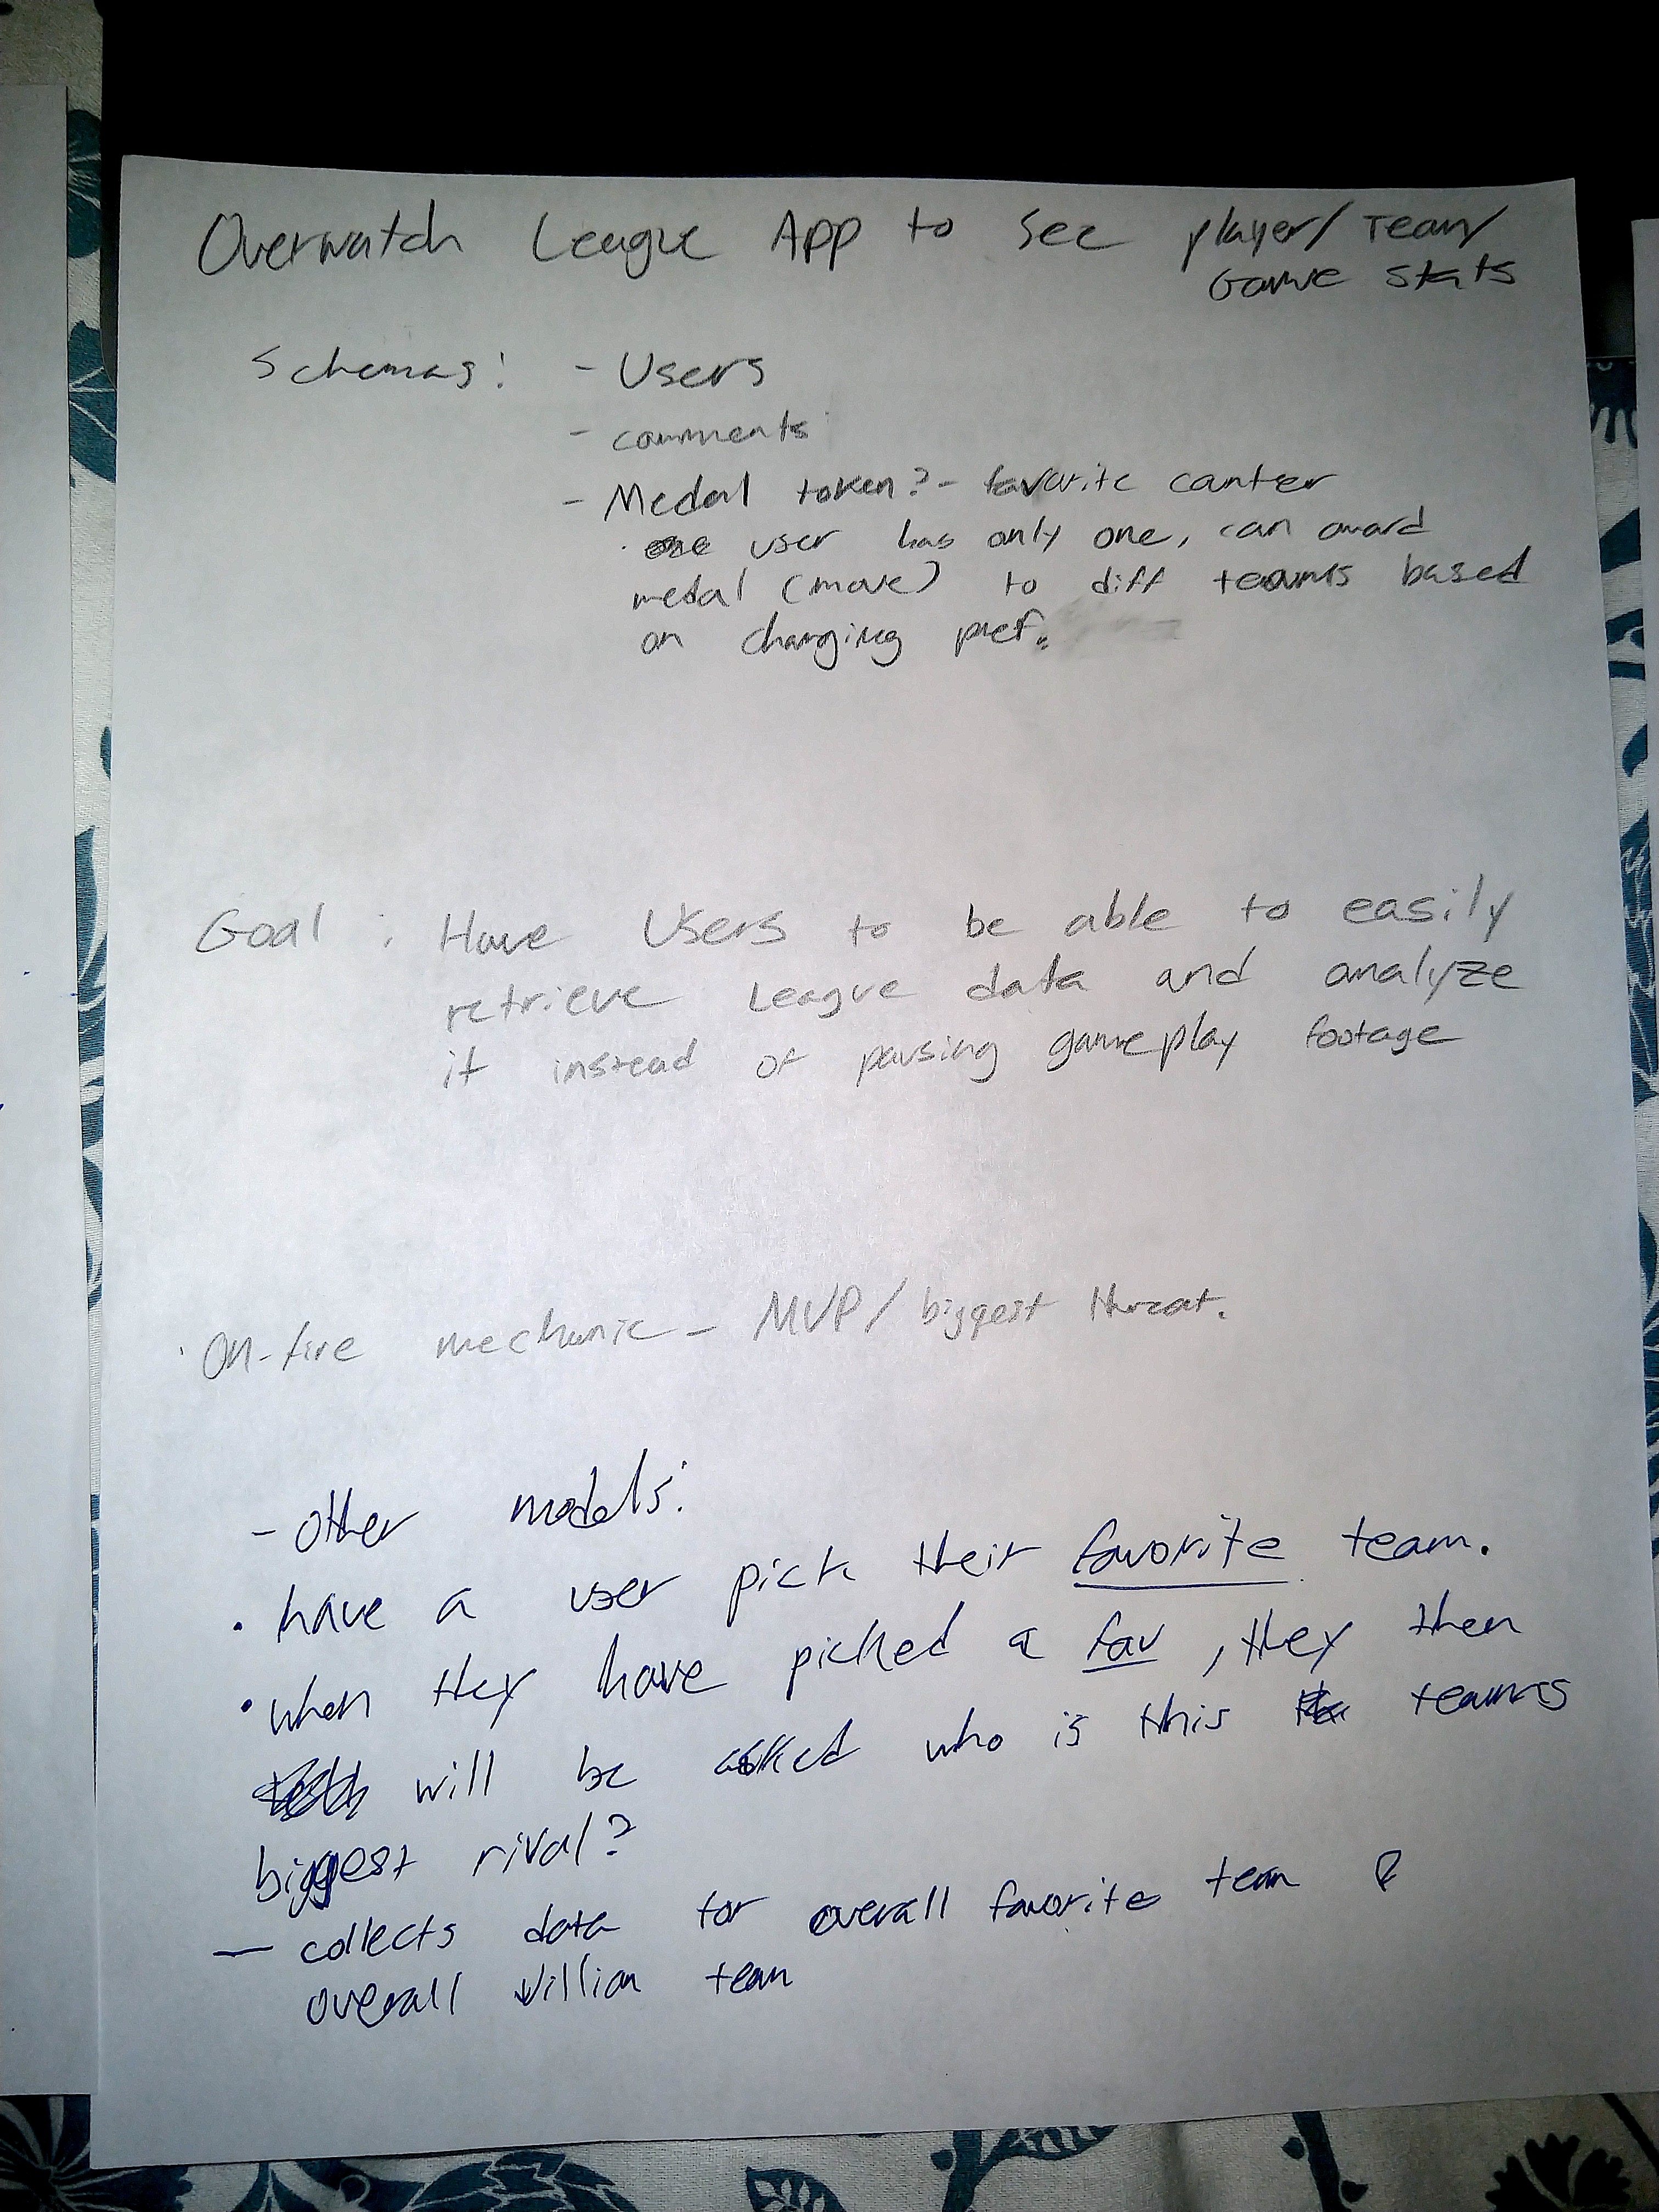 Overwatch League App to see player/Team/
Game stats
Schemas: - Users
- comments
- Medal token? - favorite counter
· one user has only one, can award
medal (move) to diff teams based
on changing pref.
Goal : Have Users to be able to easily
retrieve League data and analyze
it instead of pausing gameplay footage
· On-fire mechanic - MVP/biggest threat.
- Other models:
· have a user pick their favorite team.
· when they have picked a fav, they then
will be asked who is this teams
biggest rival?
— collects data for overall favorite team &
overall villian team